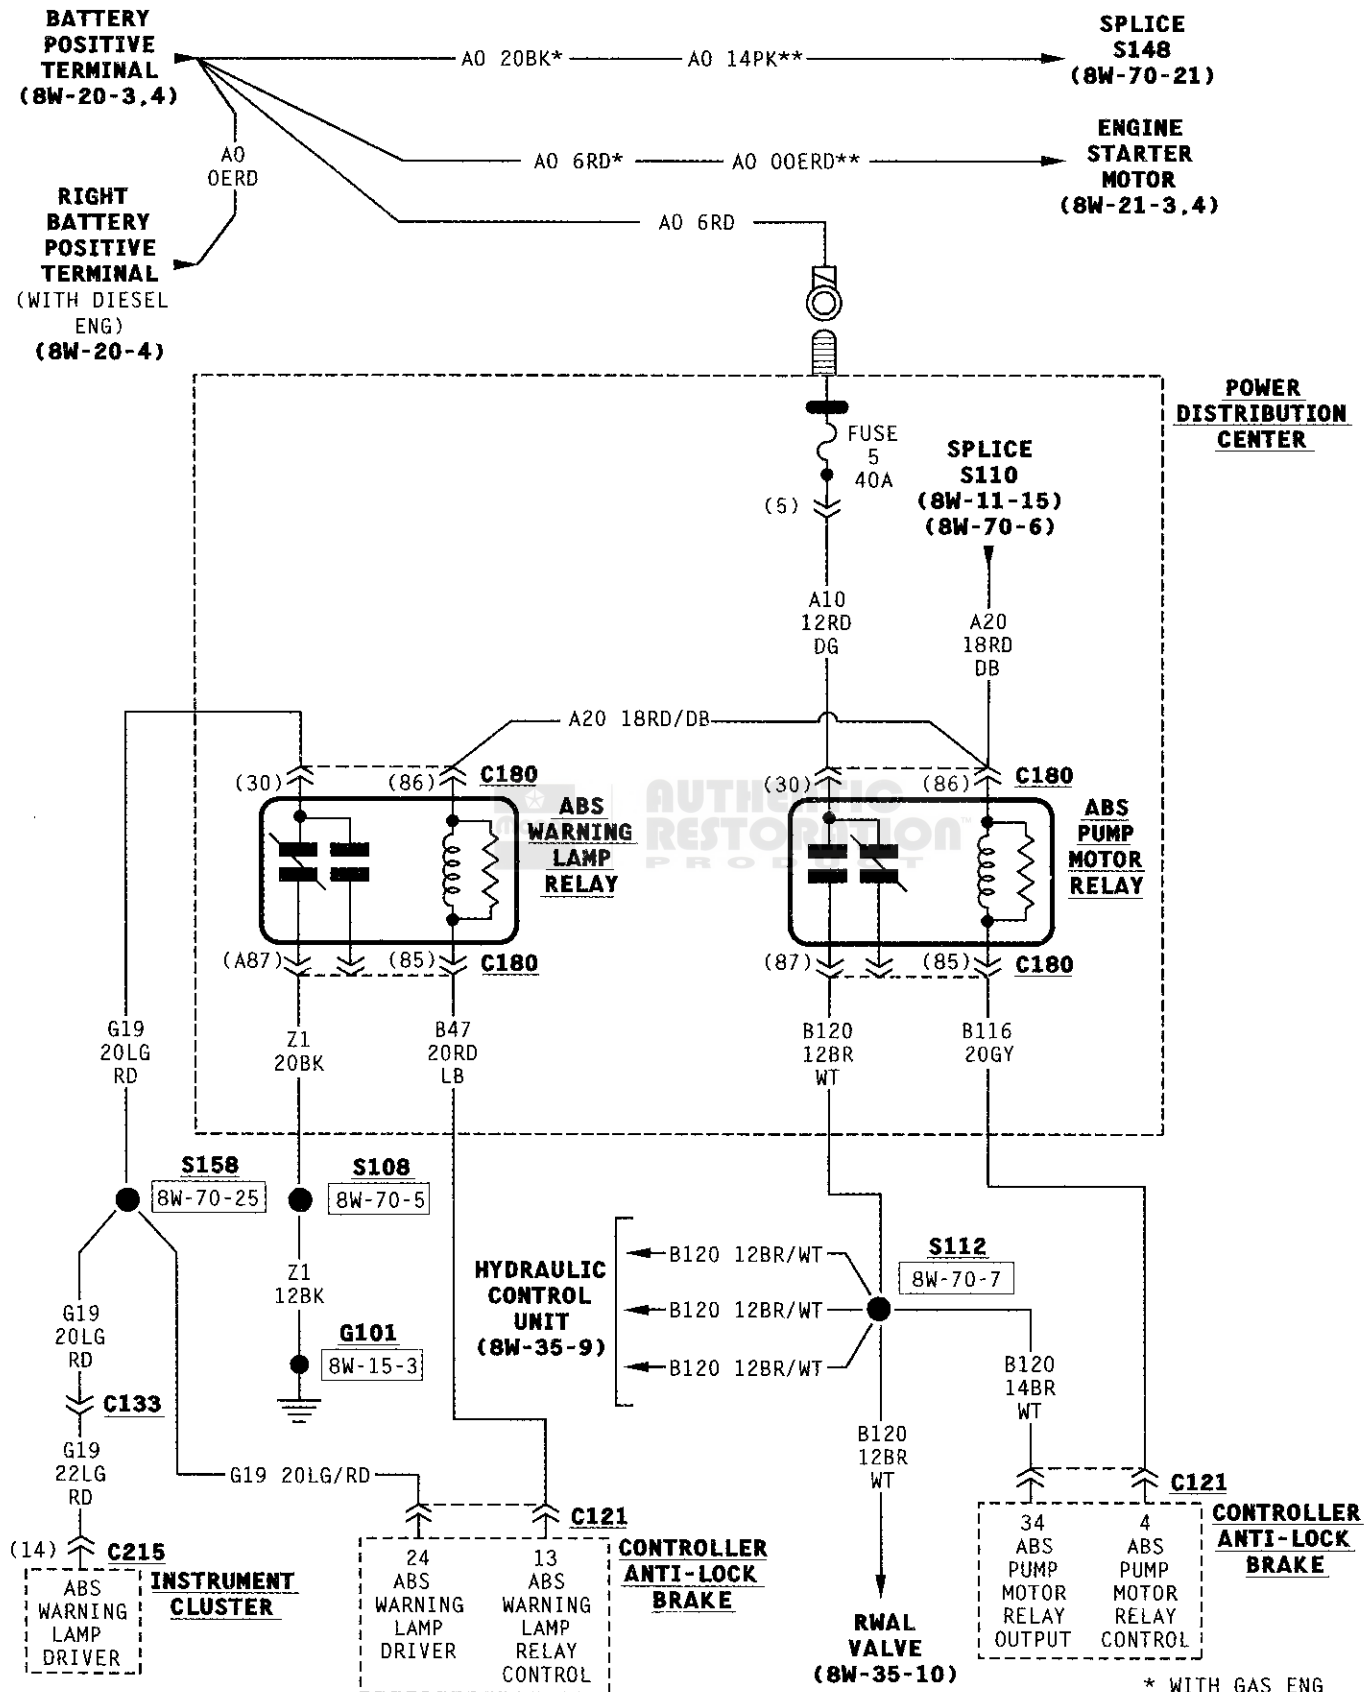 BATTERY
POSITIVE
TERMINAL
(8W-20-3,4)
A0 20BK*
A0 14PK**
SPLICE
S148
(8W-70-21)
A0
0ERD
A0 6RD*
A0 00ERD**
ENGINE
STARTER
MOTOR
(8W-21-3,4)
RIGHT
BATTERY
POSITIVE
TERMINAL
(WITH DIESEL
ENG)
(8W-20-4)
A0 6RD
POWER
DISTRIBUTION
CENTER
FUSE
5
40A
(5)
SPLICE
S110
(8W-11-15)
(8W-70-6)
A10
12RD
DG
A20
18RD
DB
A20 18RD/DB
(30)
(86)
C180
(30)
(86)
C180
AUTHENTIC
RESTORATION™
PRODUCT
ABS
WARNING
LAMP
RELAY
ABS
PUMP
MOTOR
RELAY
(A87)
(85)
C180
(87)
(85)
C180
G19
20LG
RD
Z1
20BK
B47
20RD
LB
B120
12BR
WT
B116
20GY
S158
8W-70-25
S108
8W-70-5
HYDRAULIC
CONTROL
UNIT
(8W-35-9)
B120 12BR/WT
B120 12BR/WT
B120 12BR/WT
S112
8W-70-7
Z1
12BK
G101
8W-15-3
G19
20LG
RD
C133
G19
22LG
RD
G19 20LG/RD
B120
12BR
WT
B120
14BR
WT
(14)
C215
ABS
WARNING
LAMP
DRIVER
INSTRUMENT
CLUSTER
C121
24
ABS
WARNING
LAMP
DRIVER
13
ABS
WARNING
LAMP
RELAY
CONTROL
CONTROLLER
ANTI-LOCK
BRAKE
RWAL
VALVE
(8W-35-10)
C121
34
ABS
PUMP
MOTOR
RELAY
OUTPUT
4
ABS
PUMP
MOTOR
RELAY
CONTROL
CONTROLLER
ANTI-LOCK
BRAKE
* WITH GAS ENG